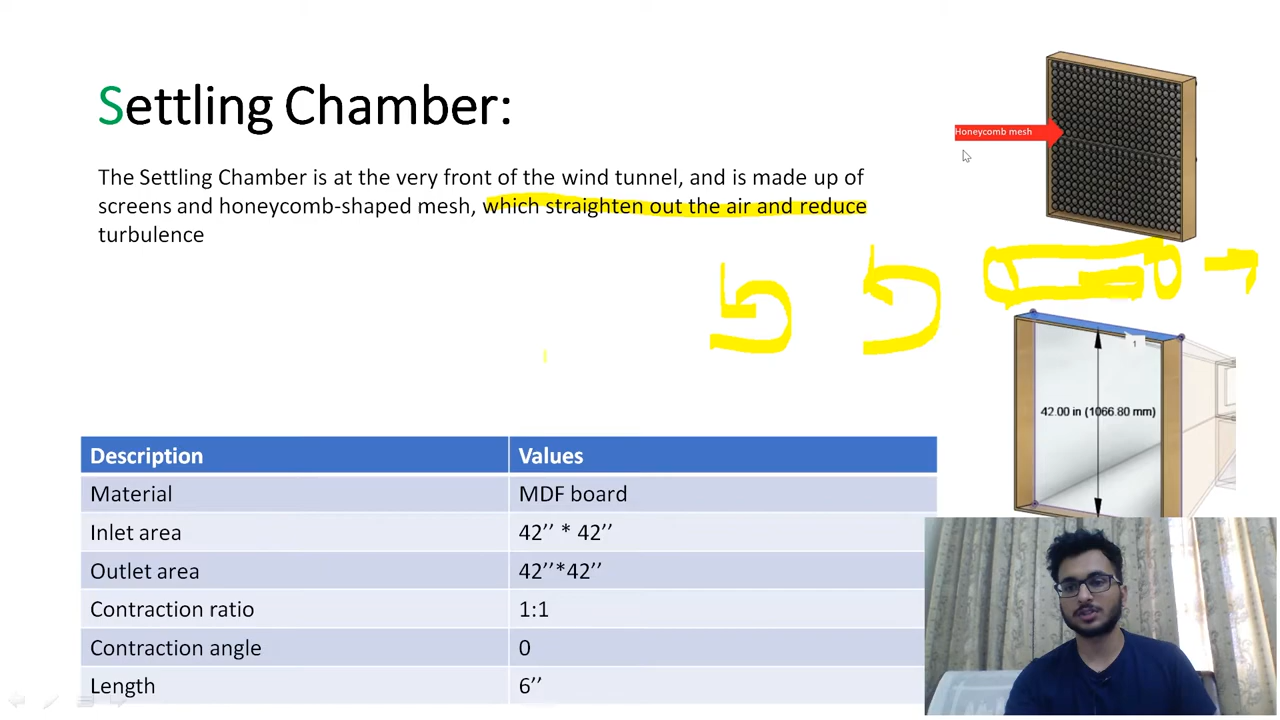 Settling Chamber:
Honeycomb mesh
The Settling Chamber is at the very front of the wind tunnel, and is made up of
screens and honeycomb-shaped mesh, which straighten out the air and reduce
turbulence
1
42.00 in (1066.80 mm)
Description Values
Material MDF board
Inlet area 42’’ * 42’’
Outlet area 42’’*42’’
Contraction ratio 1:1
Contraction angle 0
Length 6’’